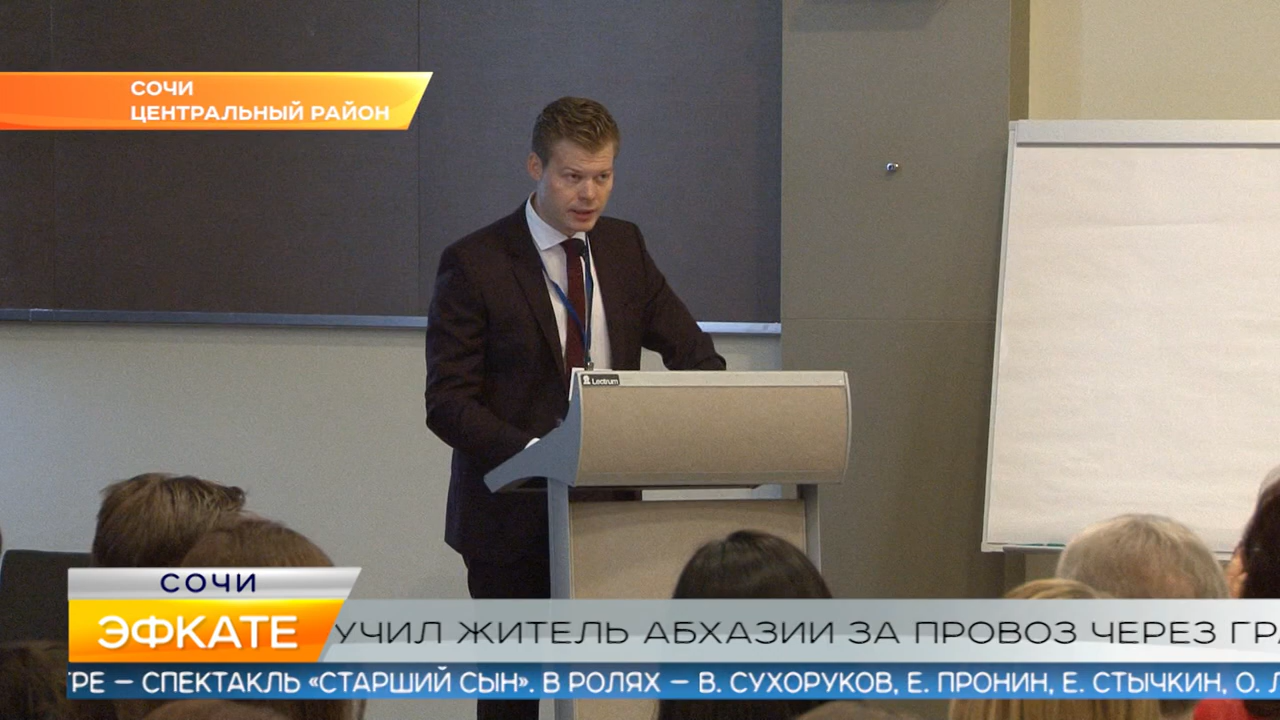 СОЧИ
ЦЕНТРАЛЬНЫЙ РАЙОН
Lectrum
СОЧИ
ЭФКАТЕ
УЧИЛ ЖИТЕЛЬ АБХАЗИИ ЗА ПРОВОЗ ЧЕРЕЗ ГРА
ТРЕ — СПЕКТАКЛЬ «СТАРШИЙ СЫН». В РОЛЯХ — В. СУХОРУКОВ, Е. ПРОНИН, Е. СТЫЧКИН, О. Л